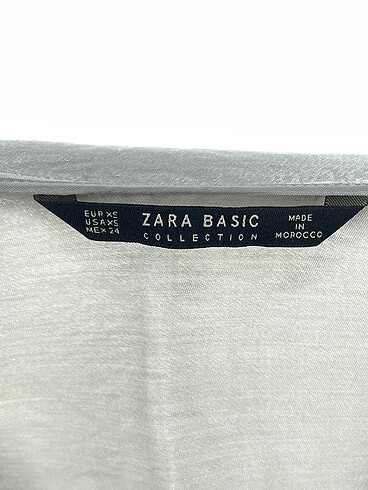 EUR XS
USA XS
MEX 24
ZARA BASIC
COLLECTION
MADE
IN
MOROCCO